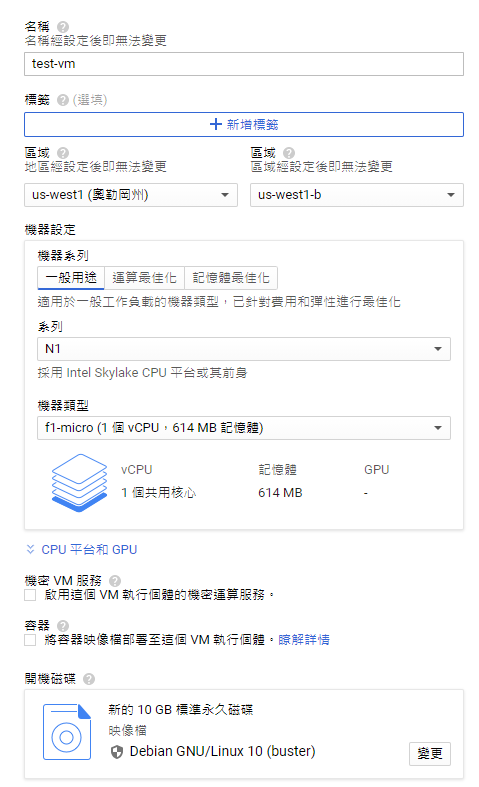 名稱
名稱經設定後即無法變更
test-vm
標籤 (選填)
新增標籤
區域 區域
地區經設定後即無法變更 區域經設定後即無法變更
us-west1 (奧勒岡州) us-west1-b
機器設定
機器系列
一般用途 運算最佳化 記憶體最佳化
適用於一般工作負載的機器類型，已針對費用和彈性進行最佳化
系列
N1
採用 Intel Skylake CPU 平台或其前身
機器類型
f1-micro (1 個 vCPU，614 MB 記憶體)
vCPU 記憶體 GPU
1 個共用核心 614 MB -
CPU 平台和 GPU
機密 VM 服務
啟用這個 VM 執行個體的機密運算服務。
容器
將容器映像檔部署至這個 VM 執行個體。瞭解詳情
開機磁碟
新的 10 GB 標準永久磁碟
映像檔
Debian GNU/Linux 10 (buster)
變更